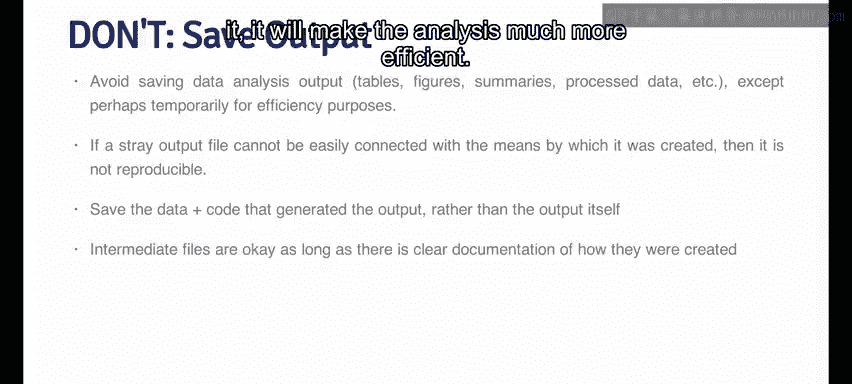 DON'T: Save Output
it, it will make the analysis much more
efficient.
· Avoid saving data analysis output (tables, figures, summaries, processed data, etc.), except
perhaps temporarily for efficiency purposes.
· If a stray output file cannot be easily connected with the means by which it was created, then it is
not reproducible.
· Save the data + code that generated the output, rather than the output itself
· Intermediate files are okay as long as there is clear documentation of how they were created